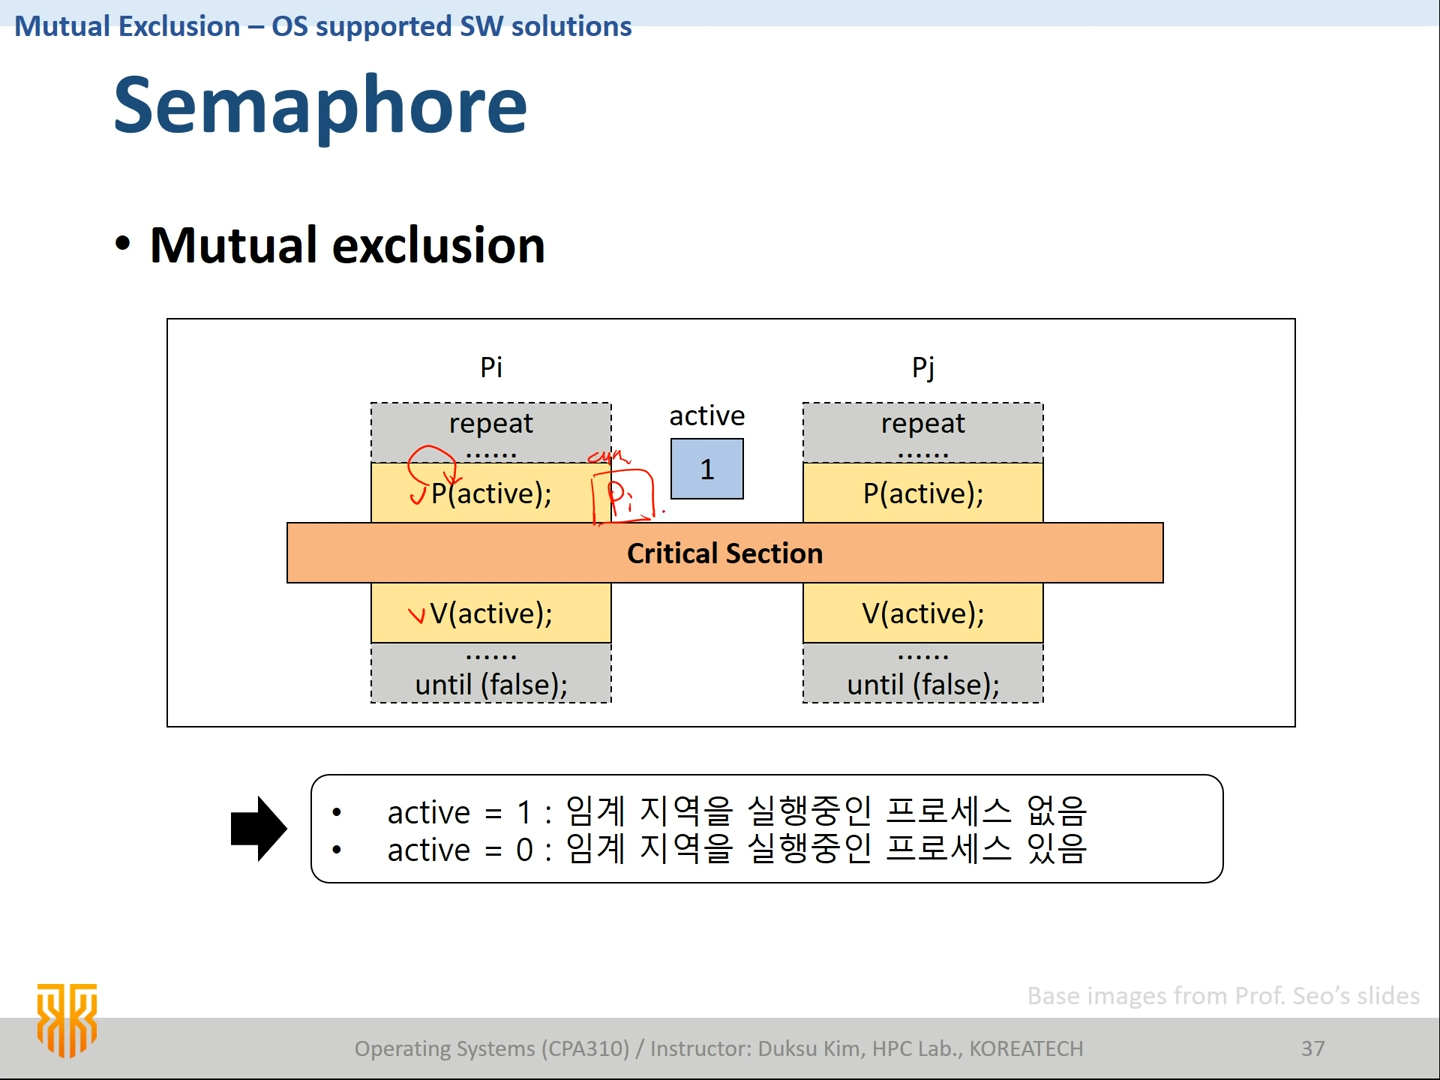 Mutual Exclusion – OS supported SW solutions
Semaphore
• Mutual exclusion
Pi
Pj
repeat
......
active
1
repeat
......
P(active);
Pi
P(active);
Critical Section
V(active);
V(active);
......
until (false);
......
until (false);
• active = 1 : 임계 지역을 실행중인 프로세스 없음
• active = 0 : 임계 지역을 실행중인 프로세스 있음
Base images from Prof. Seo’s slides
Operating Systems (CPA310) / Instructor: Duksu Kim, HPC Lab., KOREATECH
37